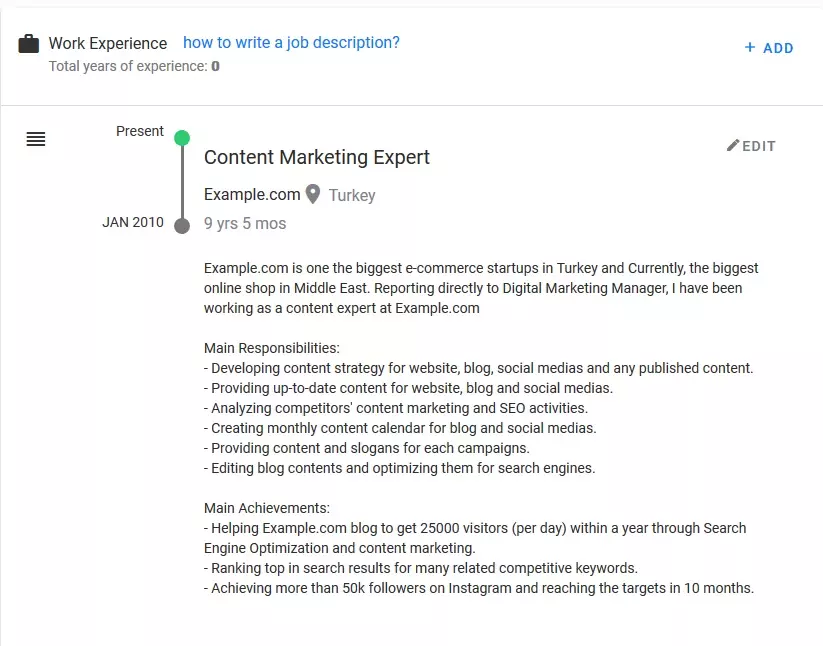 Work Experience how to write a job description?
+ ADD
Total years of experience: 0
Present
Content Marketing Expert
EDIT
Example.com Turkey
JAN 2010
9 yrs 5 mos
Example.com is one the biggest e-commerce startups in Turkey and Currently, the biggest
online shop in Middle East. Reporting directly to Digital Marketing Manager, I have been
working as a content expert at Example.com
Main Responsibilities:
- Developing content strategy for website, blog, social medias and any published content.
- Providing up-to-date content for website, blog and social medias.
- Analyzing competitors' content marketing and SEO activities.
- Creating monthly content calendar for blog and social medias.
- Providing content and slogans for each campaigns.
- Editing blog contents and optimizing them for search engines.
Main Achievements:
- Helping Example.com blog to get 25000 visitors (per day) within a year through Search
Engine Optimization and content marketing.
- Ranking top in search results for many related competitive keywords.
- Achieving more than 50k followers on Instagram and reaching the targets in 10 months.